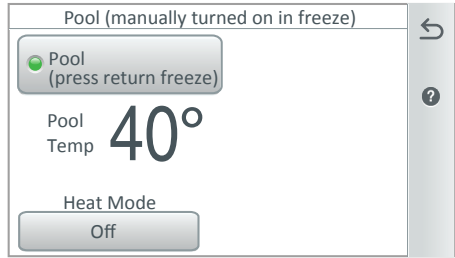 Pool (manually turned on in freeze)
Pool
(press return freeze)
Pool
Temp 40°
Heat Mode
Off
?